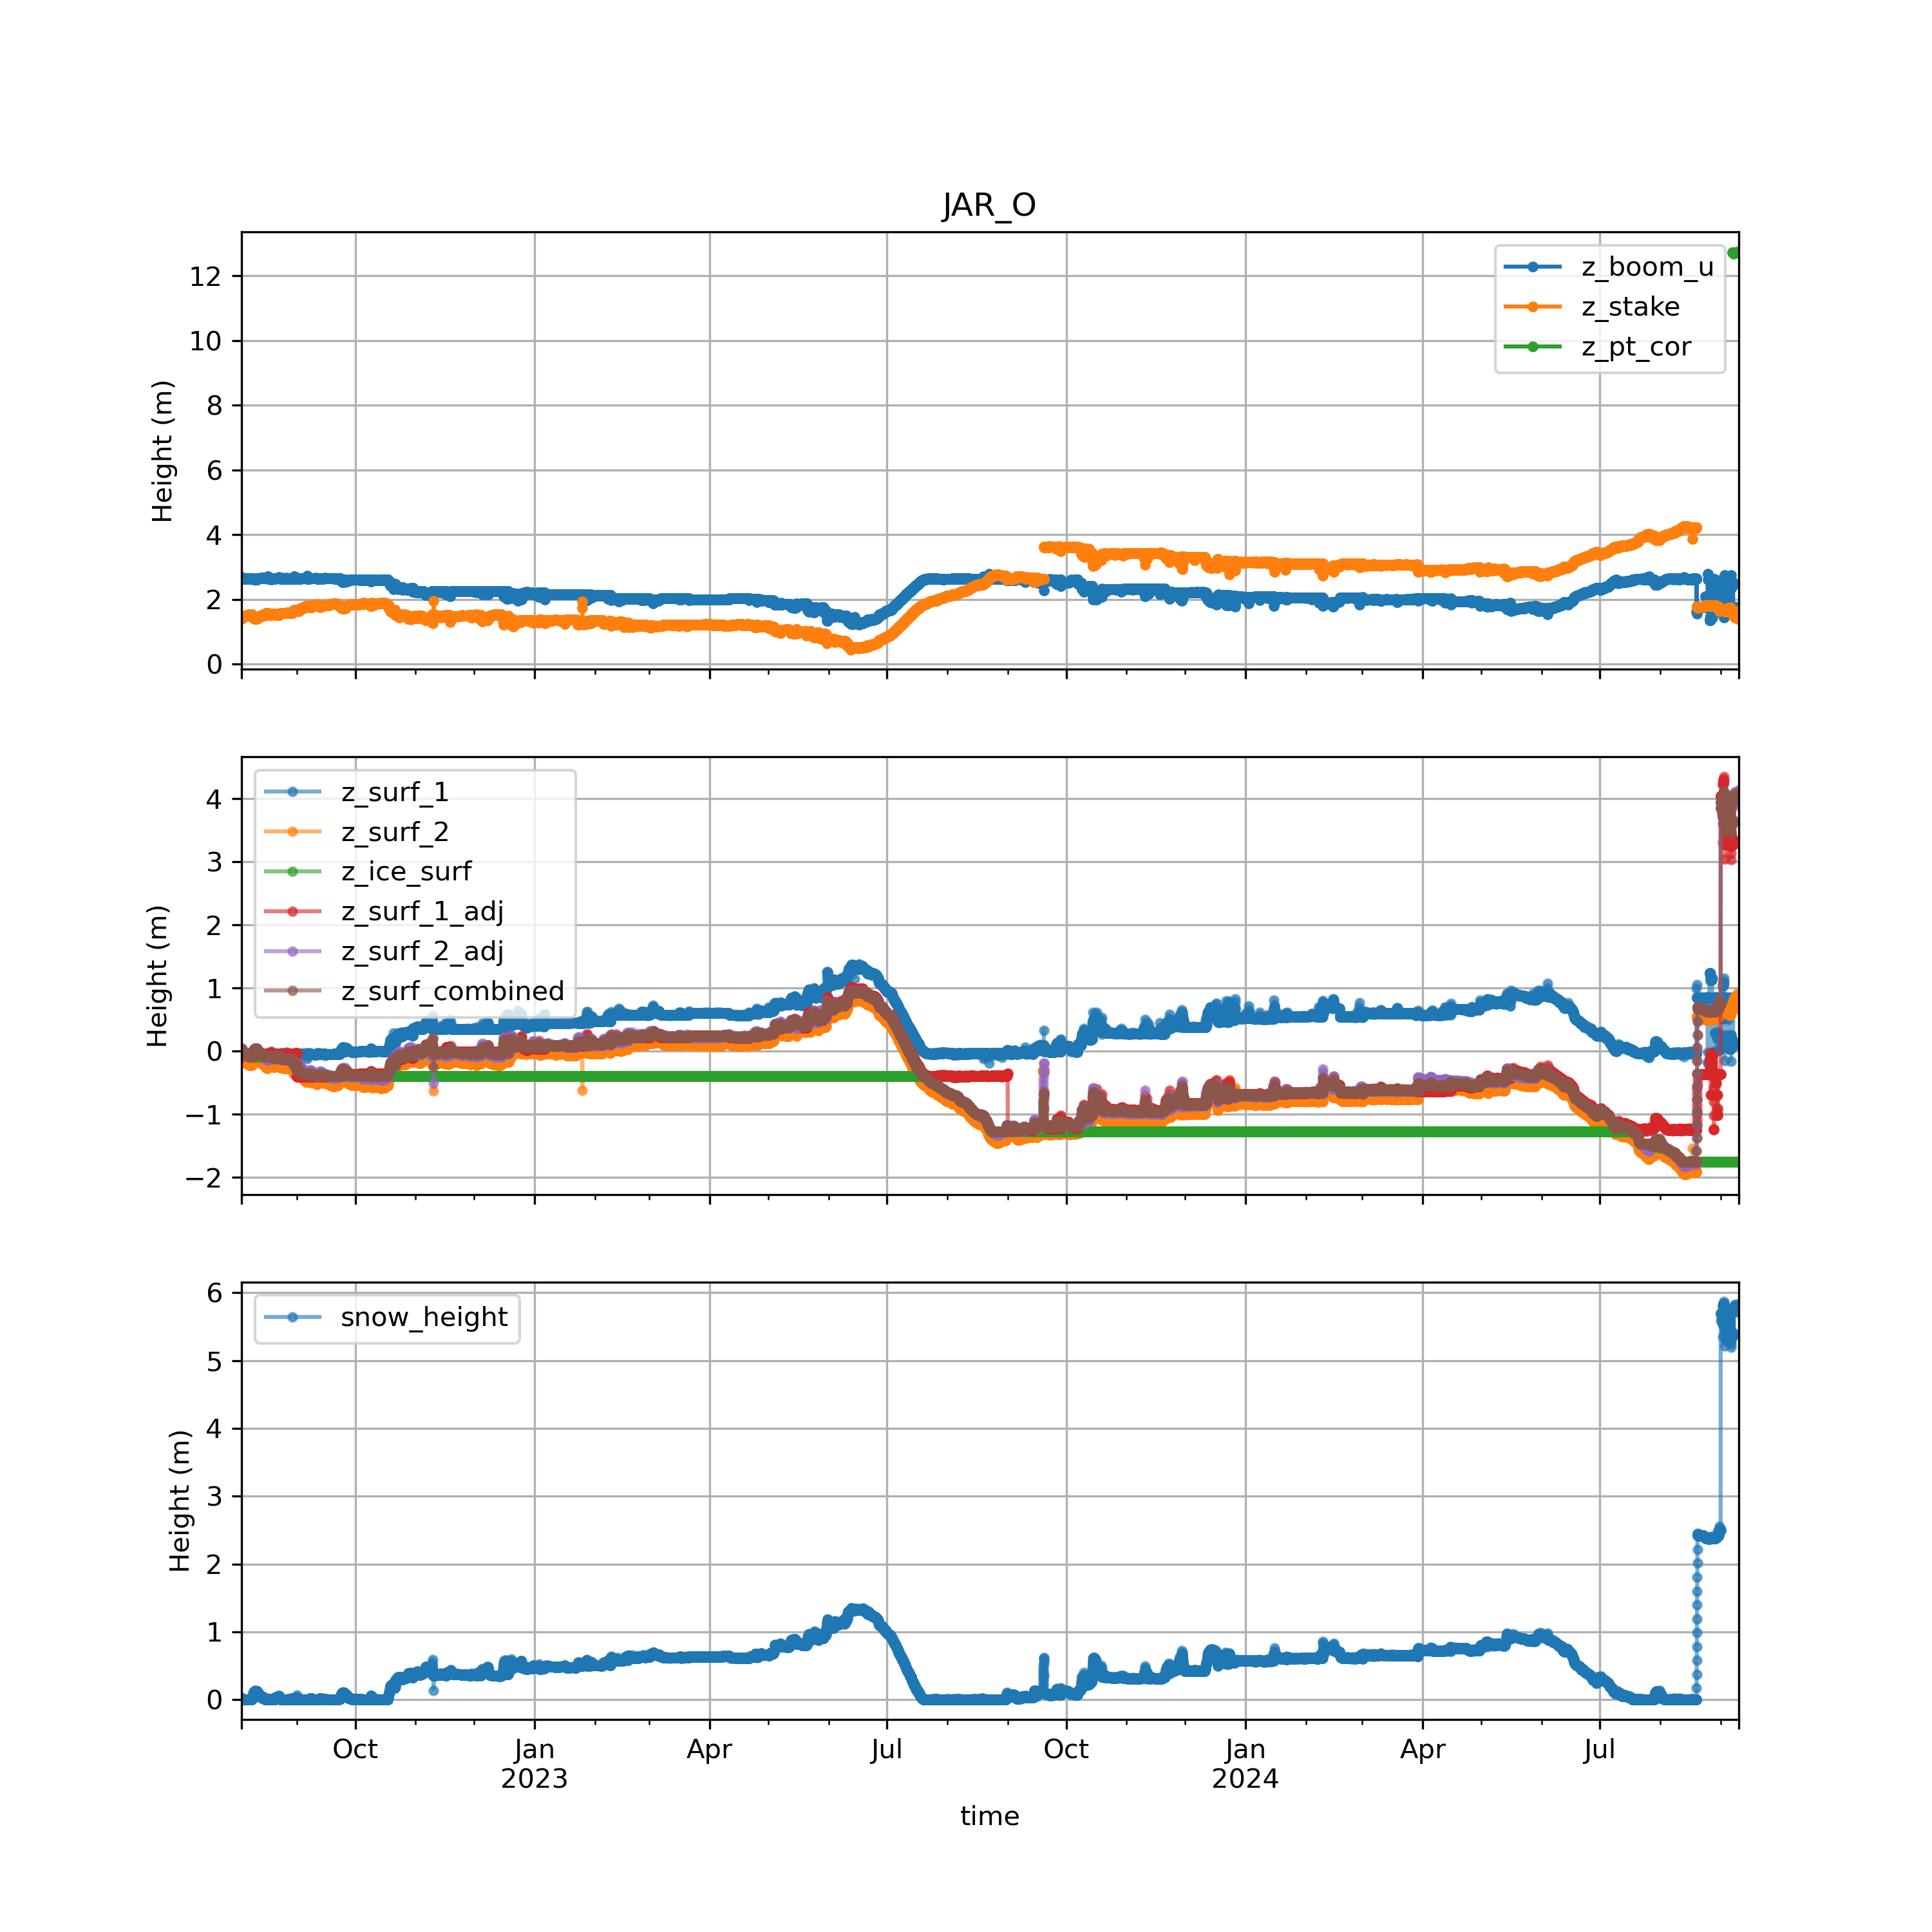 JAR_O
12
10
8
6
4
2
0
Height (m)
z_boom_u
z_stake
z_pt_cor
4
3
2
1
0
−1
−2
Height (m)
z_surf_1
z_surf_2
z_ice_surf
z_surf_1_adj
z_surf_2_adj
z_surf_combined
6
5
4
3
2
1
0
Height (m)
snow_height
Oct Jan Apr Jul Oct Jan Apr Jul
2023 2024
time